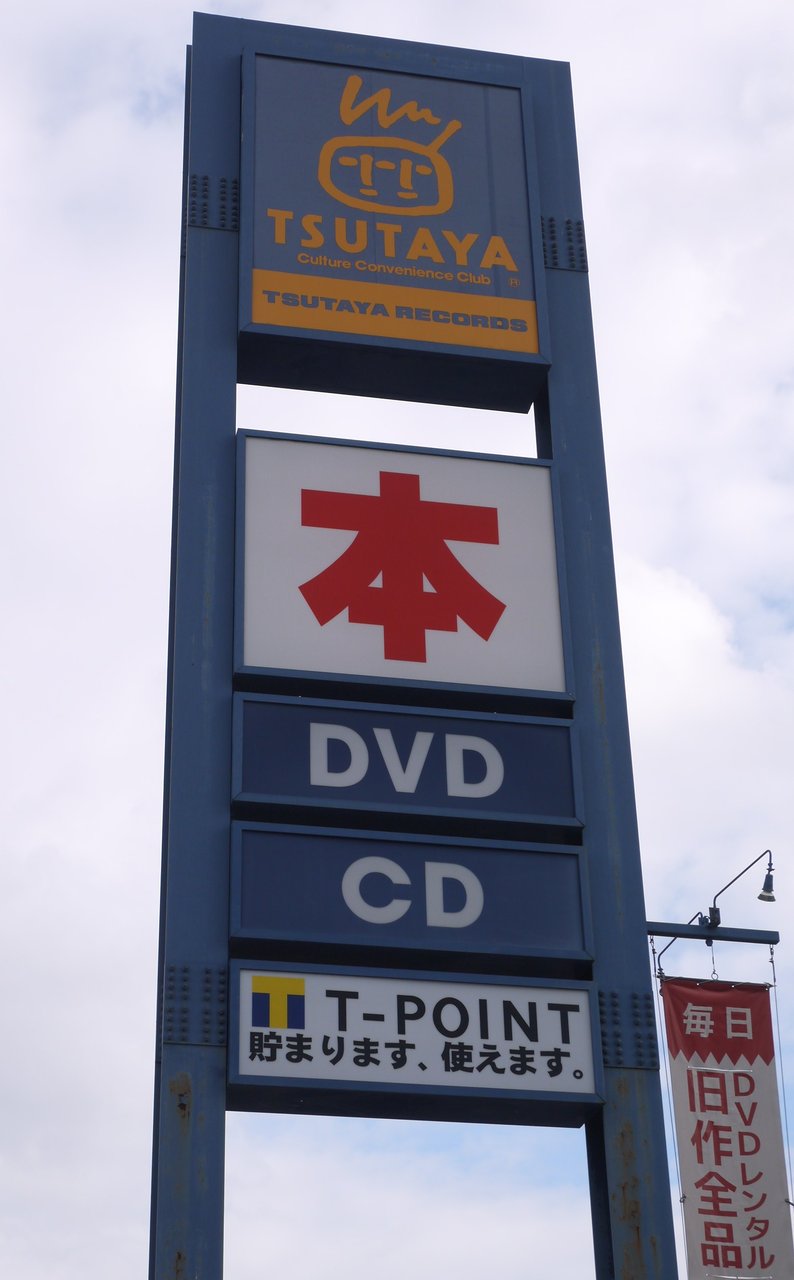 TSUTAYA
Culture Convenience Club ®
TSUTAYA RECORDS
本
DVD
CD
T T-POINT
貯まります、使えます。
毎日
DVDレンタル
旧作全品